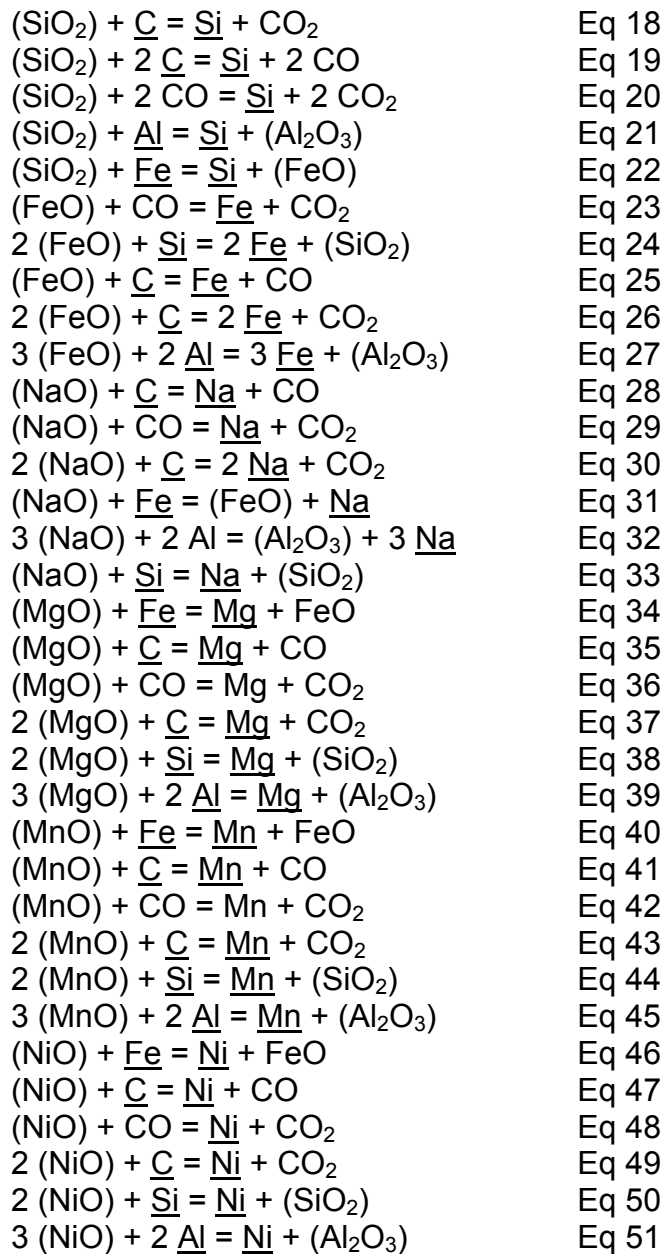 (SiO₂) + C = Si + CO₂ Eq 18
(SiO₂) + 2 C = Si + 2 CO Eq 19
(SiO₂) + 2 CO = Si + 2 CO₂ Eq 20
(SiO₂) + Al = Si + (Al₂O₃) Eq 21
(SiO₂) + Fe = Si + (FeO) Eq 22
(FeO) + CO = Fe + CO₂ Eq 23
2 (FeO) + Si = 2 Fe + (SiO₂) Eq 24
(FeO) + C = Fe + CO Eq 25
2 (FeO) + C = 2 Fe + CO₂ Eq 26
3 (FeO) + 2 Al = 3 Fe + (Al₂O₃) Eq 27
(NaO) + C = Na + CO Eq 28
(NaO) + CO = Na + CO₂ Eq 29
2 (NaO) + C = 2 Na + CO₂ Eq 30
(NaO) + Fe = (FeO) + Na Eq 31
3 (NaO) + 2 Al = (Al₂O₃) + 3 Na Eq 32
(NaO) + Si = Na + (SiO₂) Eq 33
(MgO) + Fe = Mg + FeO Eq 34
(MgO) + C = Mg + CO Eq 35
(MgO) + CO = Mg + CO₂ Eq 36
2 (MgO) + C = Mg + CO₂ Eq 37
2 (MgO) + Si = Mg + (SiO₂) Eq 38
3 (MgO) + 2 Al = Mg + (Al₂O₃) Eq 39
(MnO) + Fe = Mn + FeO Eq 40
(MnO) + C = Mn + CO Eq 41
(MnO) + CO = Mn + CO₂ Eq 42
2 (MnO) + C = Mn + CO₂ Eq 43
2 (MnO) + Si = Mn + (SiO₂) Eq 44
3 (MnO) + 2 Al = Mn + (Al₂O₃) Eq 45
(NiO) + Fe = Ni + FeO Eq 46
(NiO) + C = Ni + CO Eq 47
(NiO) + CO = Ni + CO₂ Eq 48
2 (NiO) + C = Ni + CO₂ Eq 49
2 (NiO) + Si = Ni + (SiO₂) Eq 50
3 (NiO) + 2 Al = Ni + (Al₂O₃) Eq 51